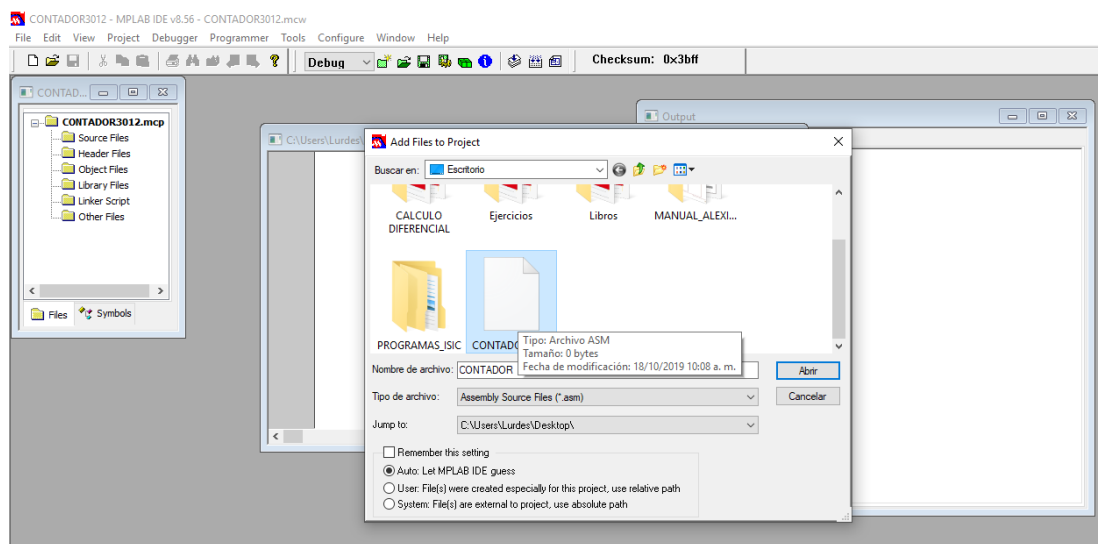 CONTADOR3012 - MPLAB IDE v8.56 - CONTADOR3012.mcw
File Edit View Project Debugger Programmer Tools Configure Window Help
Debug Checksum: 0x3bff
CONTAD...
CONTADOR3012.mcp
Source Files
Header Files
Object Files
Library Files
Linker Script
Other Files
Files Symbols
C:\Users\Lurdes\
Output
Add Files to Project
Buscar en: Escritorio
CALCULO DIFERENCIAL
Ejercicios
Libros
MANUAL_ALEXI...
PROGRAMAS_ISIC
Tipo: Archivo ASM
Tamaño: 0 bytes
Fecha de modificación: 18/10/2019 10:08 a. m.
Nombre de archivo: CONTADOR Abrir
Tipo de archivo: Assembly Source Files (*.asm) Cancelar
Jump to: C:\Users\Lurdes\Desktop\
Remember this setting
Auto: Let MPLAB IDE guess
User: File(s) were created especially for this project, use relative path
System: File(s) are external to project, use absolute path